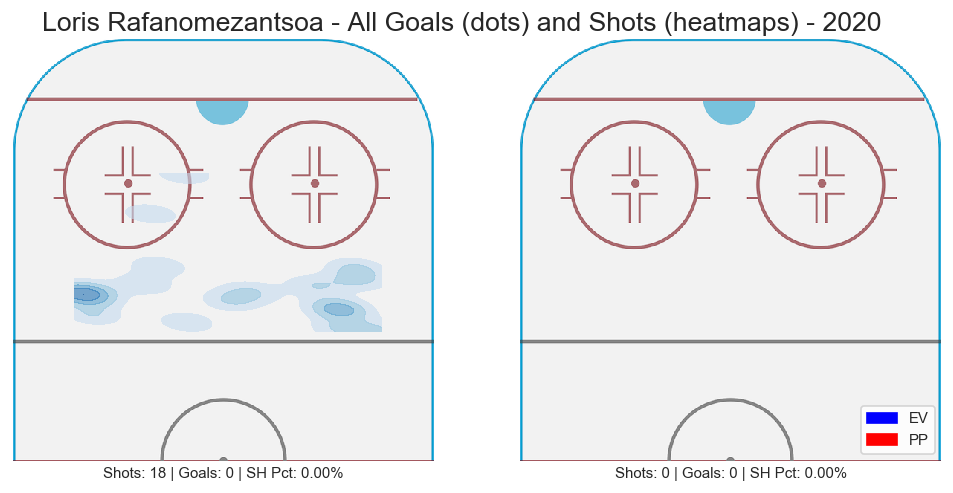 Loris Rafanomezantsoa - All Goals (dots) and Shots (heatmaps) - 2020
EV
PP
Shots: 18 | Goals: 0 | SH Pct: 0.00%
Shots: 0 | Goals: 0 | SH Pct: 0.00%